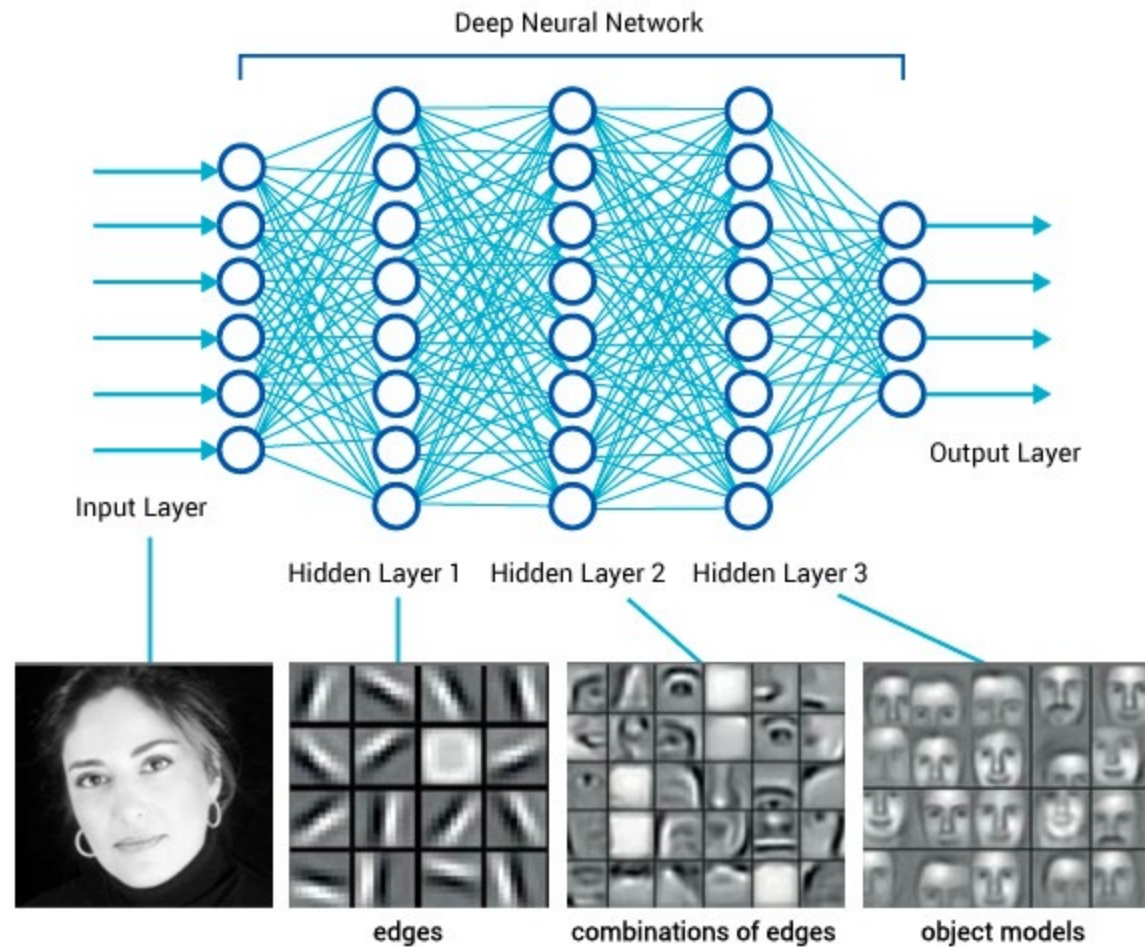 Deep Neural Network
Output Layer
Input Layer
Hidden Layer 1
Hidden Layer 2
Hidden Layer 3
edges
combinations of edges
object models